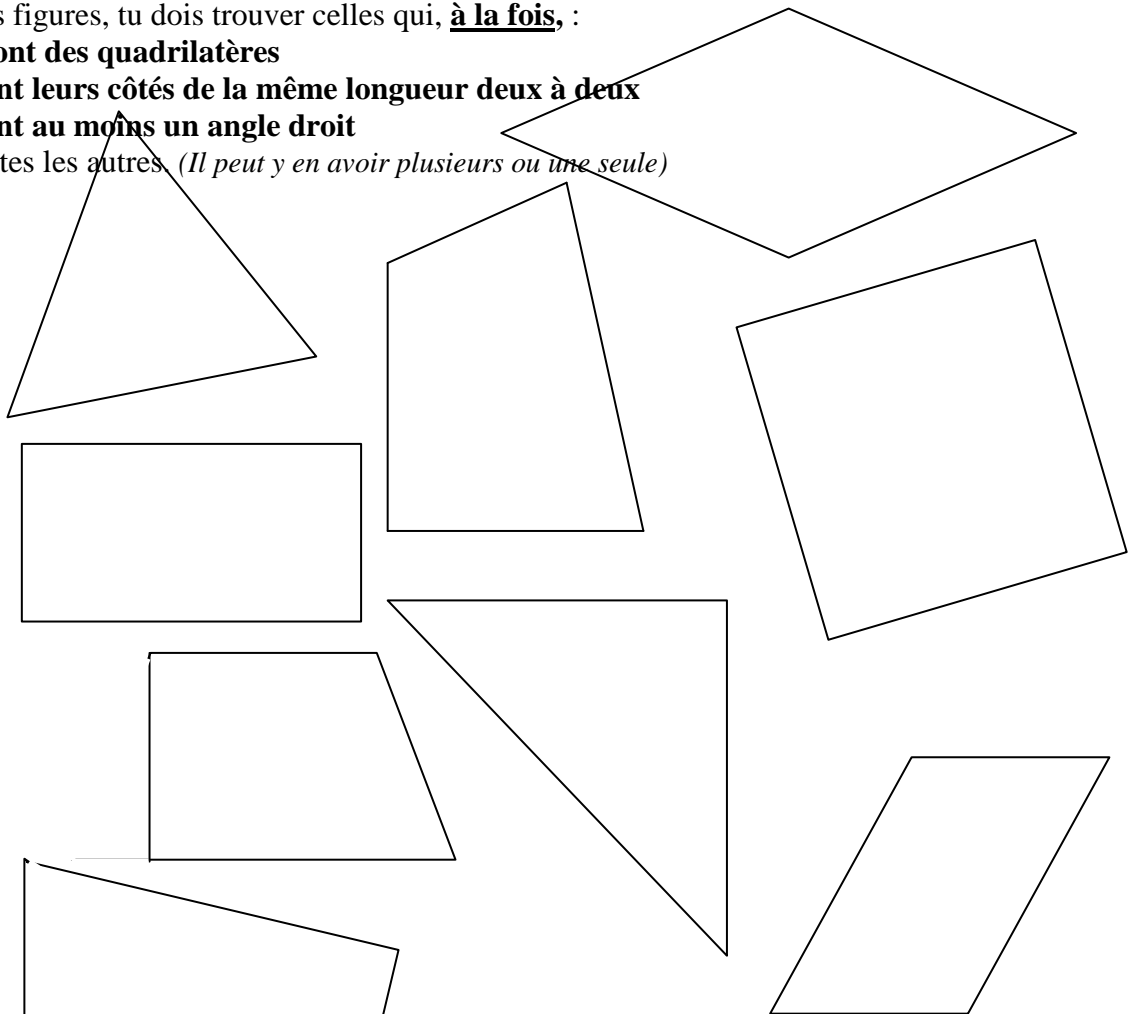 s figures, tu dois trouver celles qui, à la fois, :
ont des quadrilatères
nt leurs côtés de la même longueur deux à deux
nt au moins un angle droit
tes les autres. (Il peut y en avoir plusieurs ou une seule)